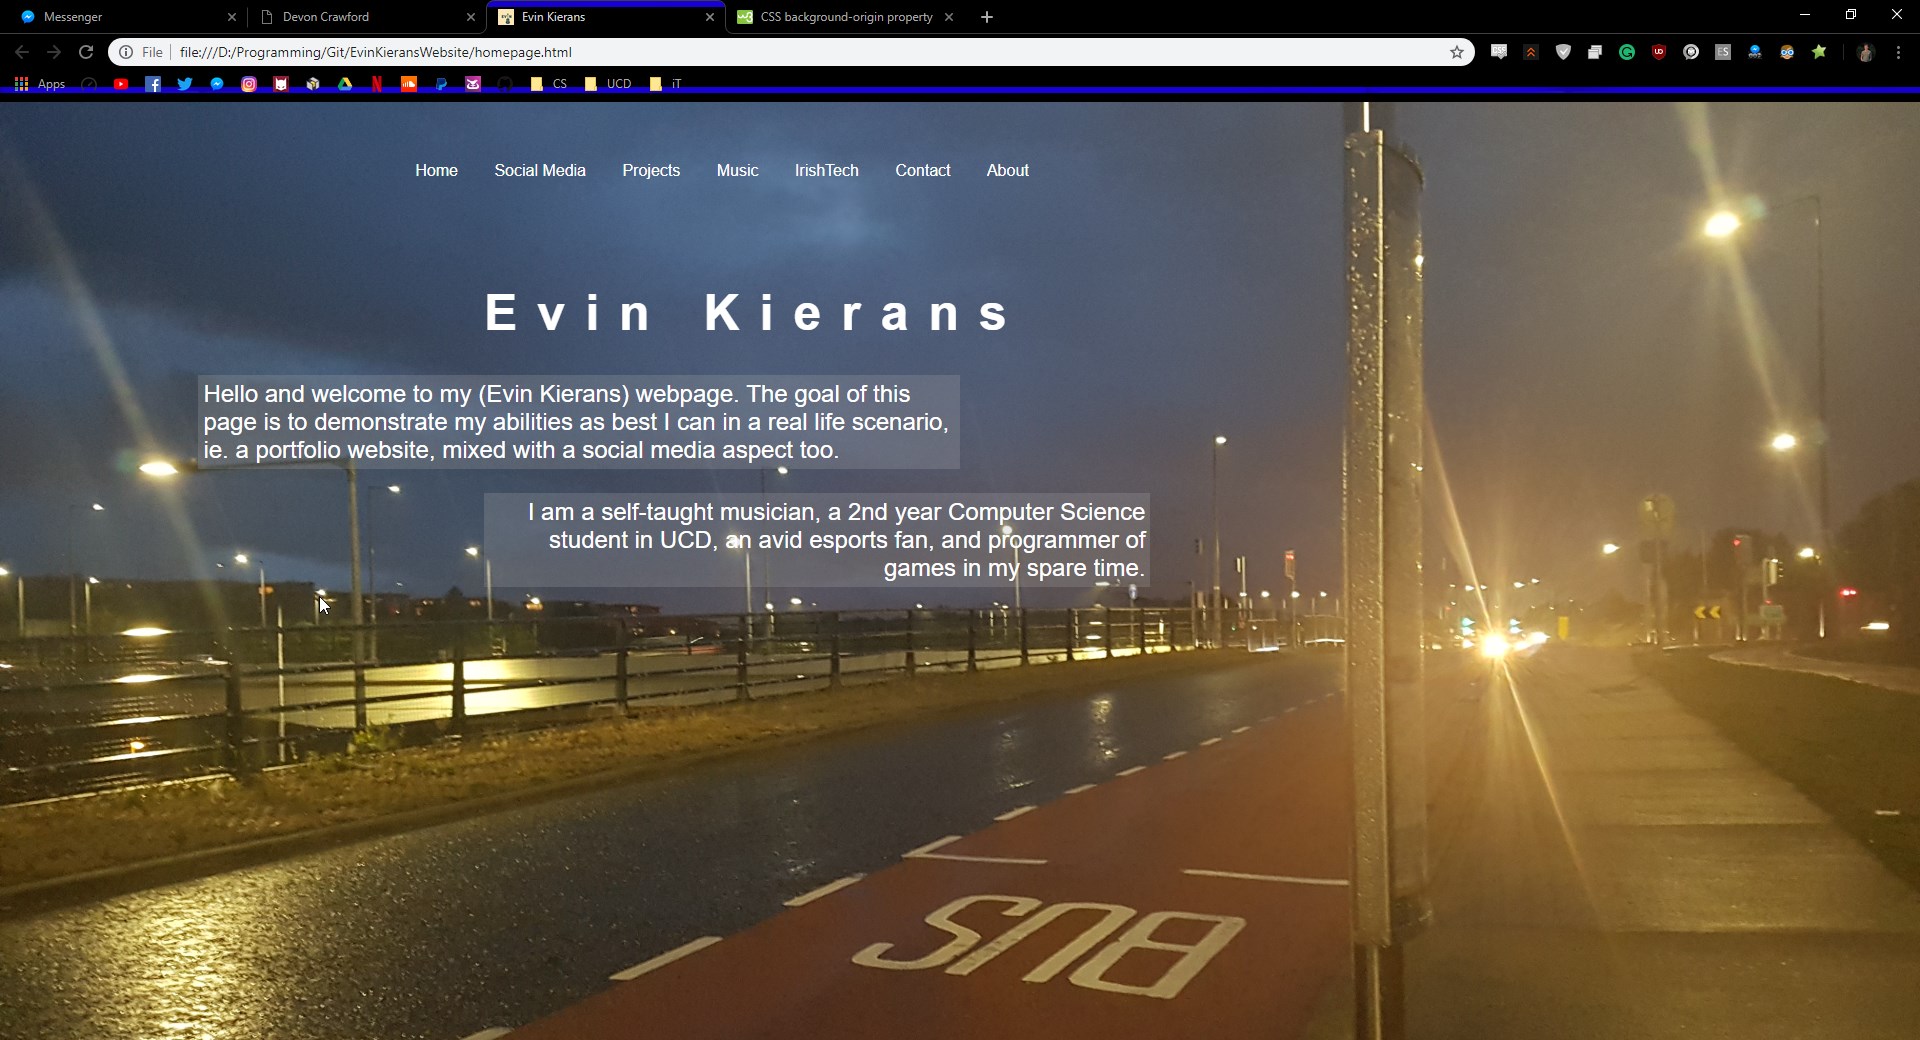 Messenger
Devon Crawford
Evin Kierans
CSS background-origin property
File
file:///D:/Programming/Git/EvinKieransWebsite/homepage.html
Apps
CS
UCD
iT
Home
Social Media
Projects
Music
IrishTech
Contact
About
Evin Kierans
Hello and welcome to my (Evin Kierans) webpage. The goal of this
page is to demonstrate my abilities as best I can in a real life scenario,
ie. a portfolio website, mixed with a social media aspect too.
I am a self-taught musician, a 2nd year Computer Science
student in UCD, an avid esports fan, and programmer of
games in my spare time.
BUS